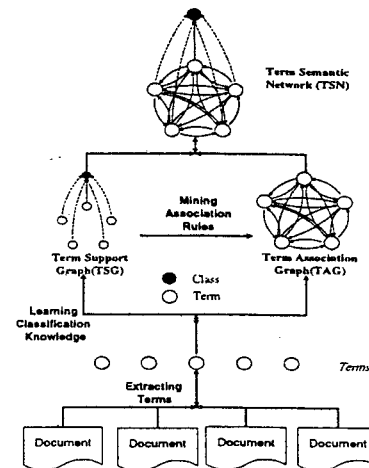 Term Semantic
Network (TSN)
Mining
Association
Rules
Term Support
Graph(TSG)
Term Association
Graph(TAG)
Class
Term
Learning
Classification
Knowledge
Terms
Extracting
Terms
Document
Document
Document
Document